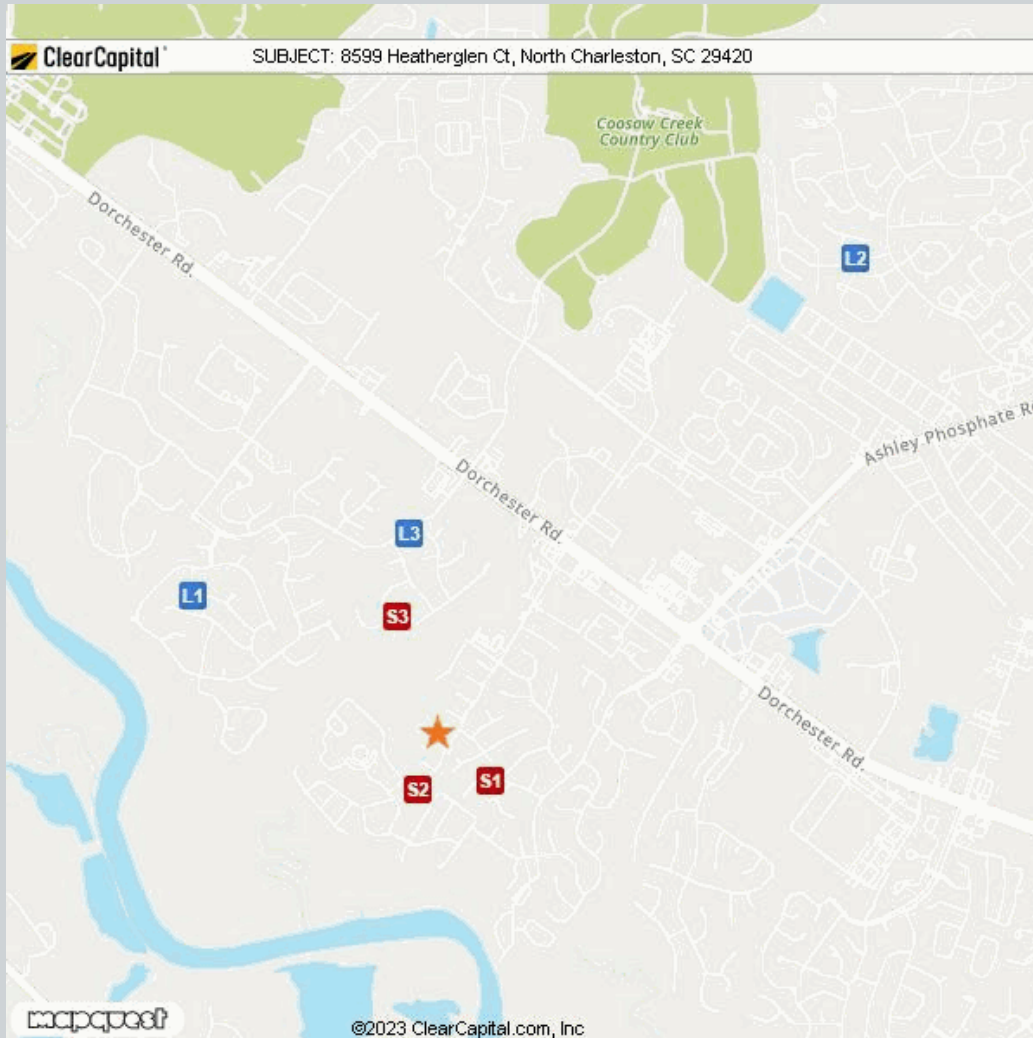 ClearCapital
SUBJECT: 8599 Heatherglen Ct, North Charleston, SC 29420
Coosaw Creek
Country Club
Dorchester Rd.
L2
Ashley Phosphate
Dorchester Rd.
L3
L1
S3
Dorchester Rd.
S1
S2
mapquest
©2023 ClearCapital.com, Inc